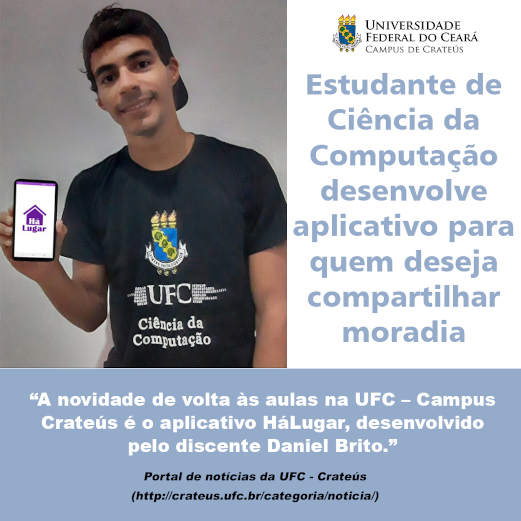 UNIVERSIDADE
FEDERAL DO CEARÁ
CAMPUS DE CRATEÚS
Estudante de
Ciência da
Computação
desenvolve
aplicativo para
quem deseja
compartilhar
moradia
Há
Lugar
UFC
Ciência da
Computação
“A novidade de volta às aulas na UFC – Campus
Crateús é o aplicativo HáLugar, desenvolvido
pelo discente Daniel Brito.”
Portal de notícias da UFC - Crateús
(http://crateus.ufc.br/categoria/noticia/)